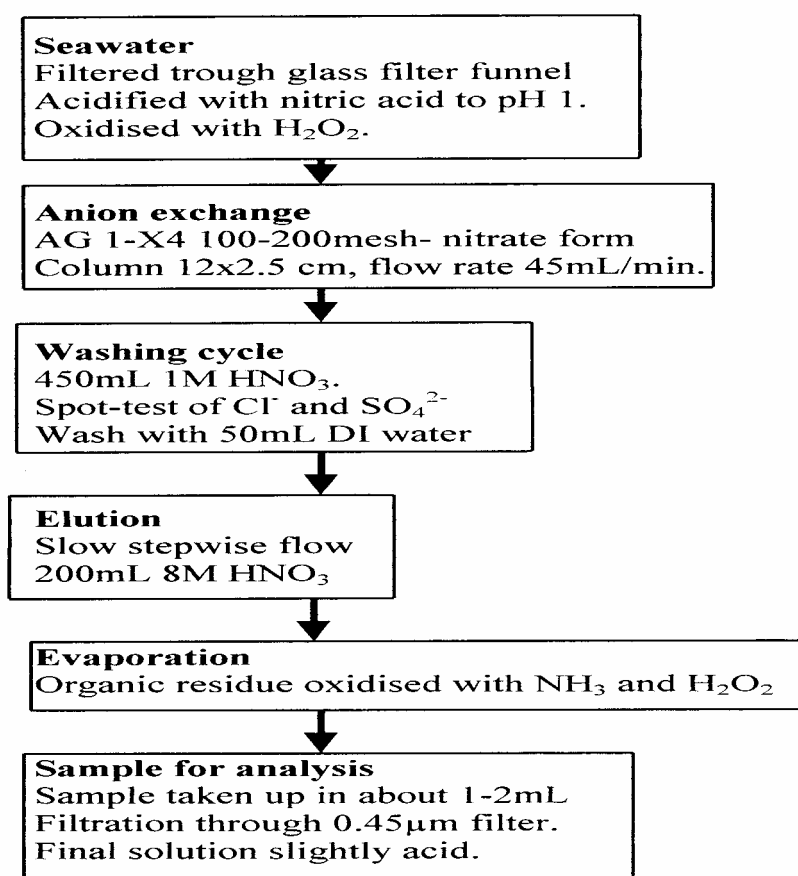 Seawater
Filtered trough glass filter funnel
Acidified with nitric acid to pH 1.
Oxidised with H₂O₂.
Anion exchange
AG 1-X4 100-200mesh- nitrate form
Column 12x2.5 cm, flow rate 45mL/min.
Washing cycle
450mL 1M HNO₃.
Spot-test of Cl⁻ and SO₄²⁻
Wash with 50mL DI water
Elution
Slow stepwise flow
200mL 8M HNO₃
Evaporation
Organic residue oxidised with NH₃ and H₂O₂
Sample for analysis
Sample taken up in about 1-2mL
Filtration through 0.45µm filter.
Final solution slightly acid.